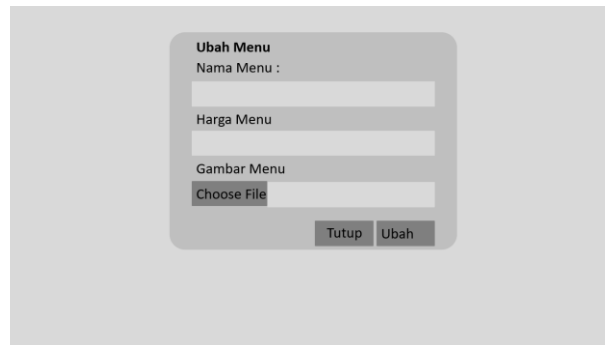 Ubah Menu
Nama Menu :
Harga Menu
Gambar Menu
Choose File
Tutup Ubah